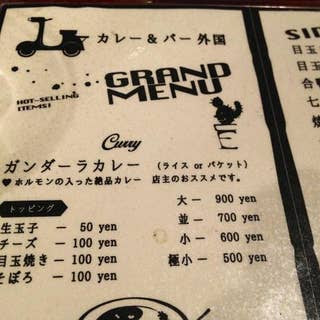 カレー＆バー外国
HOT-SELLING
ITEMS!
GRAND
MENU
SID
目玉
目玉
合
七
焼
Curry
ガンダーラカレー （ライス or バケット）
♥ホルモンの入った絶品カレー 店主のおススメです。
トッピング
生玉子 ー 50 yen
チーズ ー 100 yen
目玉焼き ー 100 yen
そぼろ ー 100 yen
大 ー 900 yen
並 ー 700 yen
小 ー 600 yen
極小 ー 500 yen